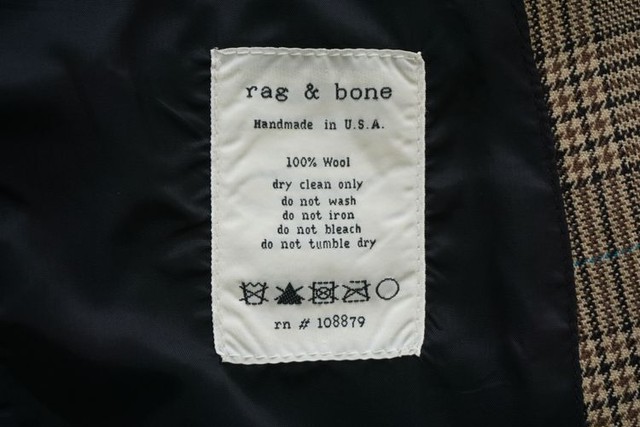 rag & bone
Handmade in U.S.A.
100% Wool
dry clean only
do not wash
do not iron
do not bleach
do not tumble dry
rn # 108879